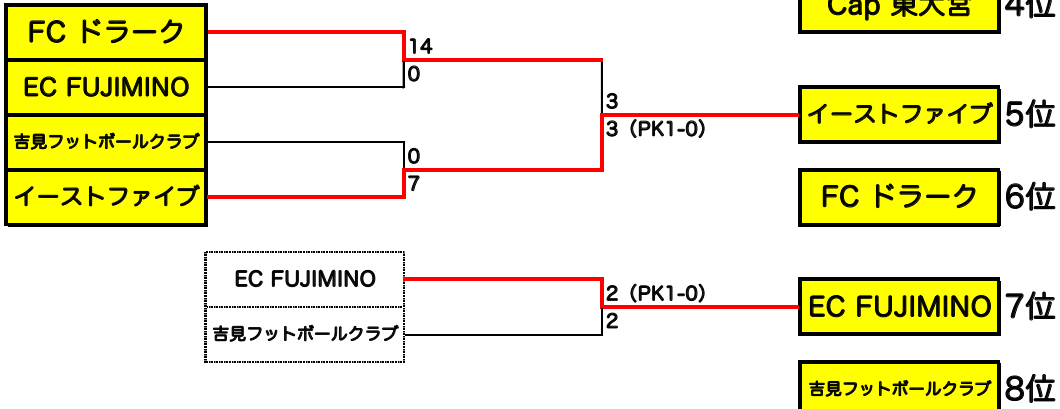 Cap 東大宮 4位
FC ドラーク
14
EC FUJIMINO
0
3
イーストファイブ 5位
3 (PK1-0)
吉見フットボールクラブ
0
イーストファイブ
7
FC ドラーク 6位
EC FUJIMINO
2 (PK1-0)
EC FUJIMINO 7位
吉見フットボールクラブ
2
吉見フットボールクラブ 8位